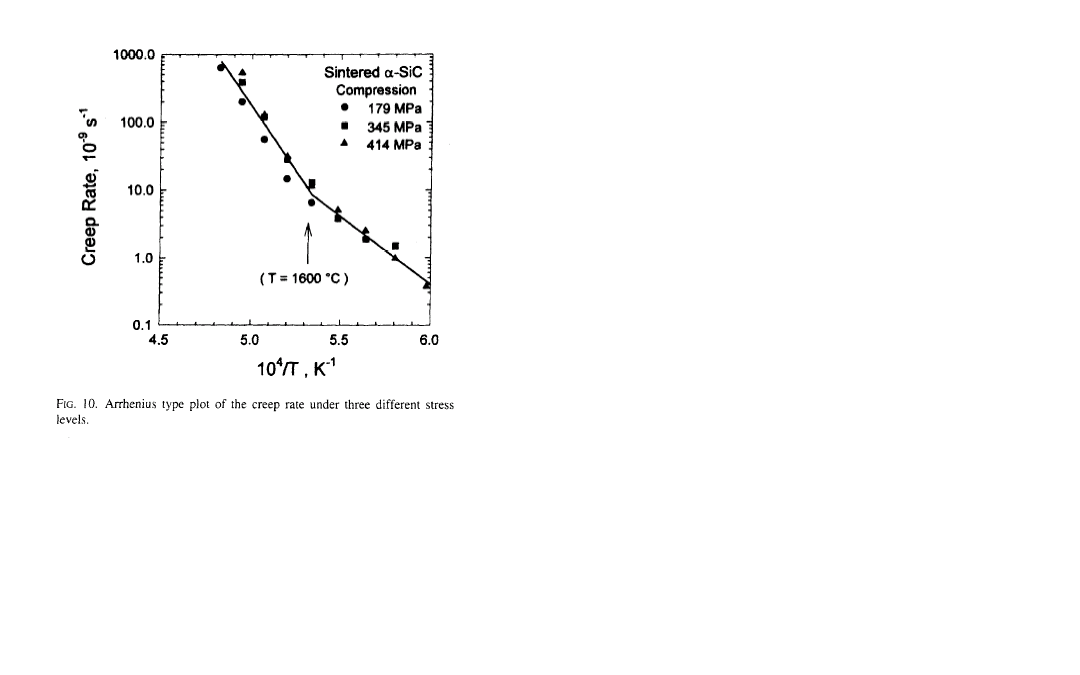 1000.0
100.0
10.0
1.0
0.1
Creep Rate, 10⁻⁹ s⁻¹
Sintered α-SiC
Compression
● 179 MPa
■ 345 MPa
▲ 414 MPa
( T = 1600 °C )
4.5 5.0 5.5 6.0
10⁴/T , K⁻¹
FIG. 10. Arrhenius type plot of the creep rate under three different stress
levels.